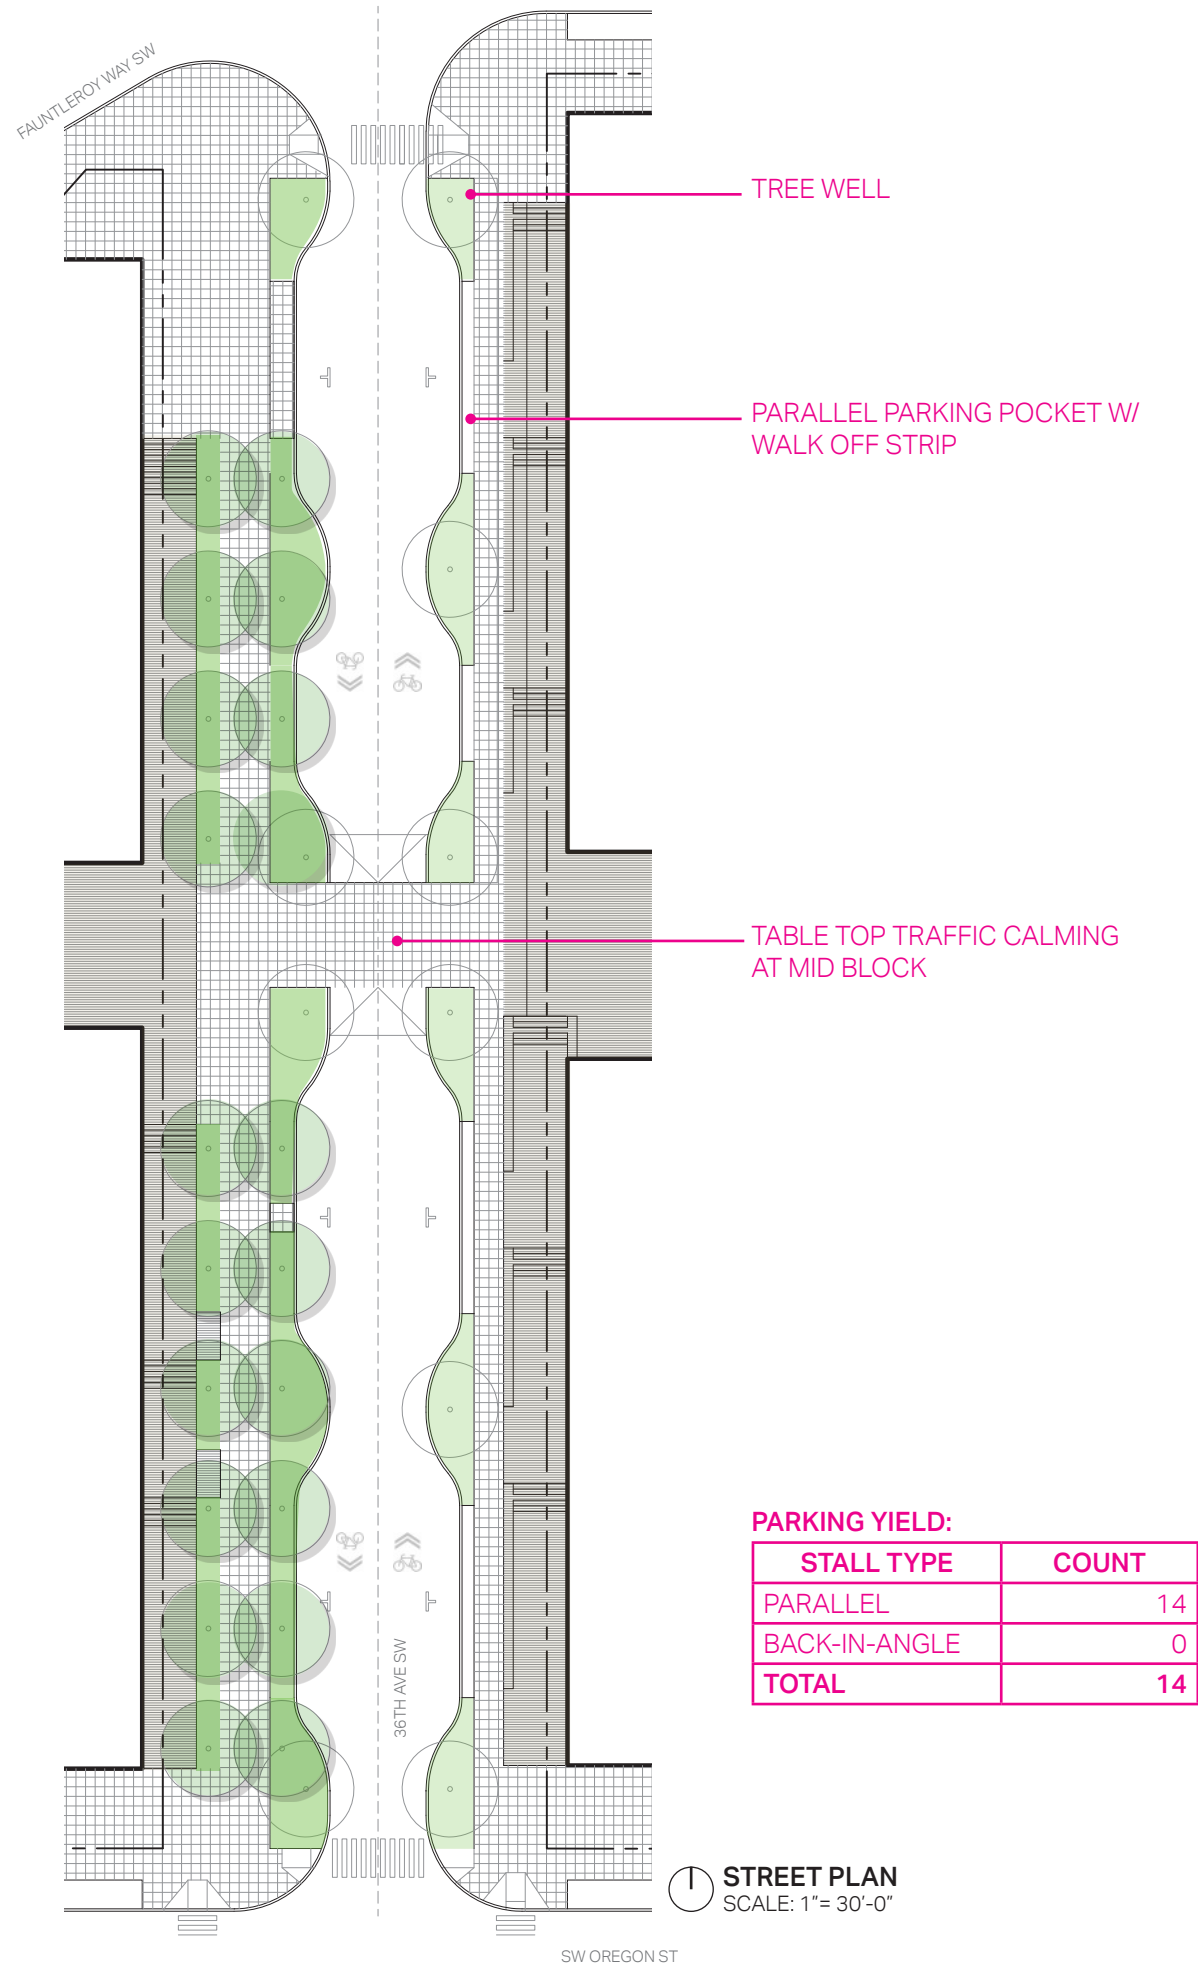 FAUNTLEROY WAY SW
TREE WELL
PARALLEL PARKING POCKET W/
WALK OFF STRIP
TABLE TOP TRAFFIC CALMING
AT MID BLOCK
36TH AVE SW
PARKING YIELD:
STALL TYPE COUNT
PARALLEL 14
BACK-IN-ANGLE 0
TOTAL 14
STREET PLAN
SCALE: 1”= 30’-0”
SW OREGON ST